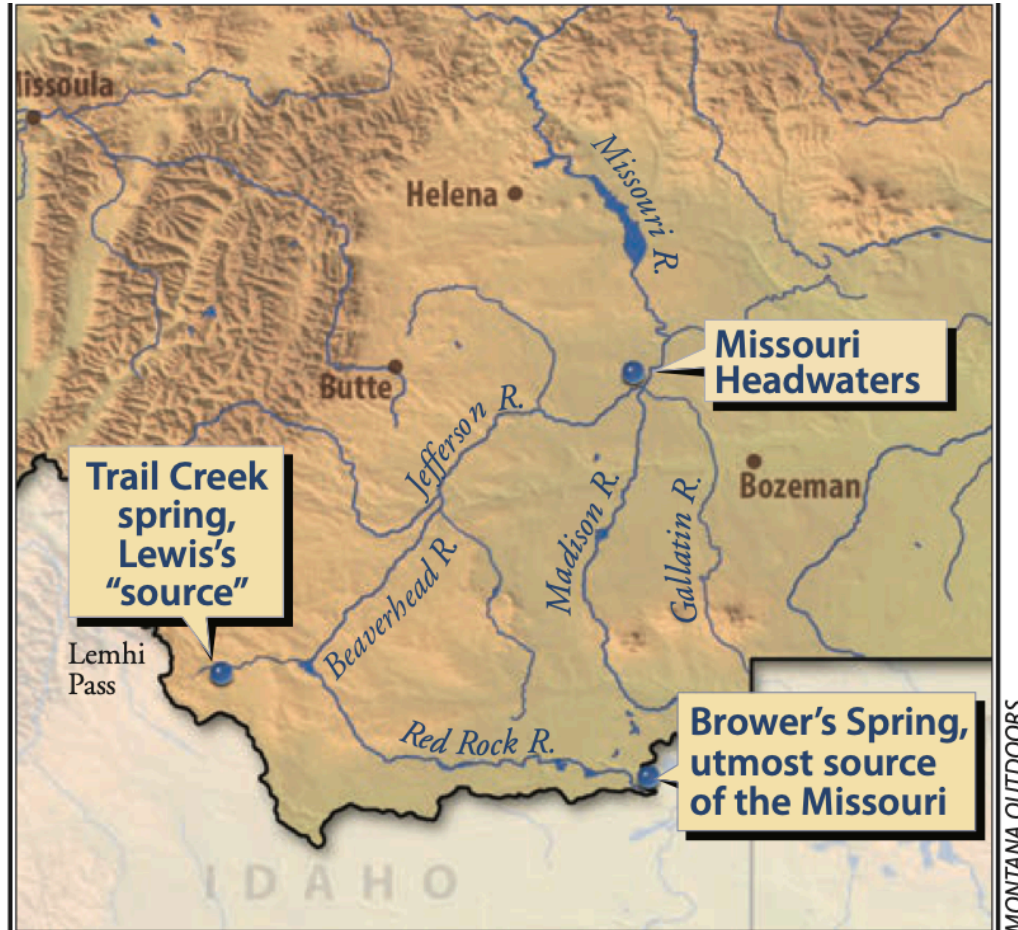 issoula
Helena
Missouri R.
Missouri
Headwaters
Butte
Jefferson R.
Bozeman
Trail Creek
spring,
Lewis's
“source”
Madison R.
Gallatin R.
Beaverhead R.
Lemhi
Pass
Red Rock R.
Brower's Spring,
utmost source
of the Missouri
IDAHO
MONTANA OUTDOORS